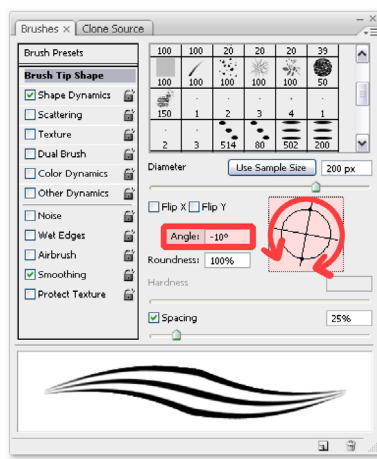 Brushes × Clone Source
Brush Presets
Brush Tip Shape
Shape Dynamics
Scattering
Texture
Dual Brush
Color Dynamics
Other Dynamics
Noise
Wet Edges
Airbrush
Smoothing
Protect Texture
100 100 20 20 39
100 100 100 100 50
150 1 2 3 4 1
2 3 514 80 502 200
Diameter Use Sample Size 200 px
Flip X Flip Y
Angle: -10°
Roundness: 100%
Hardness
Spacing 25%